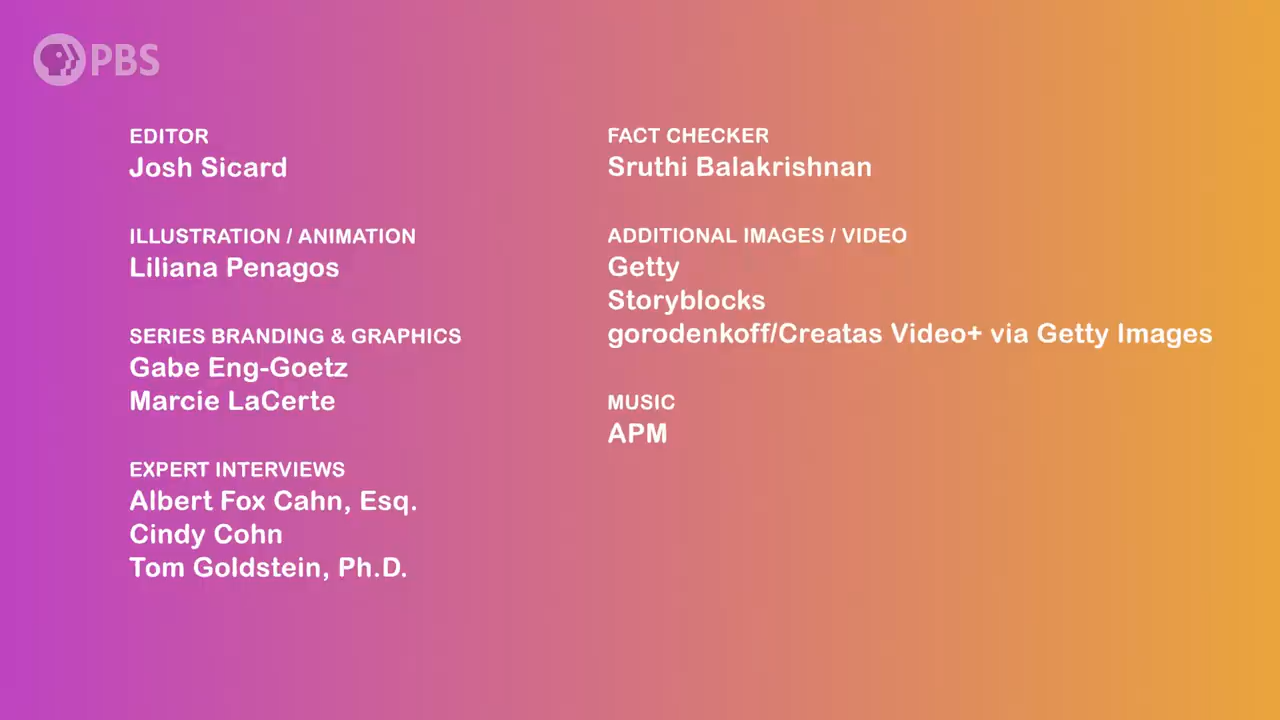 PBS
EDITOR
Josh Sicard
ILLUSTRATION / ANIMATION
Liliana Penagos
SERIES BRANDING & GRAPHICS
Gabe Eng-Goetz
Marcie LaCerte
EXPERT INTERVIEWS
Albert Fox Cahn, Esq.
Cindy Cohn
Tom Goldstein, Ph.D.
FACT CHECKER
Sruthi Balakrishnan
ADDITIONAL IMAGES / VIDEO
Getty
Storyblocks
gorodenkoff/Creatas Video+ via Getty Images
MUSIC
APM